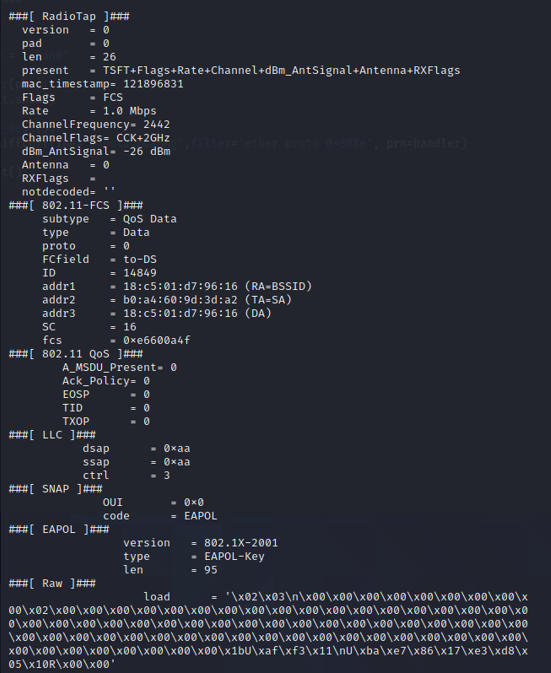 ###[ RadioTap ]###
version = 0
pad = 0
len = 26
present = TSFT+Flags+Rate+Channel+dBm_AntSignal+Antenna+RXFlags
mac_timestamp= 121896831
Flags = FCS
Rate = 1.0 Mbps
ChannelFrequency= 2442
ChannelFlags= CCK+2GHz
dBm_AntSignal= -26 dBm
Antenna = 0
RXFlags =
notdecoded= ''
###[ 802.11-FCS ]###
subtype = QoS Data
type = Data
proto = 0
FCfield = to-DS
ID = 14849
addr1 = 18:c5:01:d7:96:16 (RA=BSSID)
addr2 = b0:a4:60:9d:3d:a2 (TA=SA)
addr3 = 18:c5:01:d7:96:16 (DA)
SC = 16
fcs = 0xe6600a4f
###[ 802.11 QoS ]###
A_MSDU_Present= 0
Ack_Policy= 0
EOSP = 0
TID = 0
TXOP = 0
###[ LLC ]###
dsap = 0xaa
ssap = 0xaa
ctrl = 3
###[ SNAP ]###
OUI = 0x0
code = EAPOL
###[ EAPOL ]###
version = 802.1X-2001
type = EAPOL-Key
len = 95
###[ Raw ]###
load = '\x02\x03\n\x00\x00\x00\x00\x00\x00\x00\x00\x
00\x02\x00\x00\x00\x00\x00\x00\x00\x00\x00\x00\x00\x00\x00\x00\x00\x00\x00\x0
0\x00\x00\x00\x00\x00\x00\x00\x00\x00\x00\x00\x00\x00\x00\x00\x00\x00\x00\x00
\x00\x00\x00\x00\x00\x00\x00\x00\x00\x00\x00\x00\x00\x00\x00\x00\x00\x00\x00\
x00\x00\x00\x00\x00\x00\x00\x00\x1bU\xaf\xf3\x11\nU\xba\xe7\x86\x17\xe3\xd8\x
05\x10R\x00\x00'